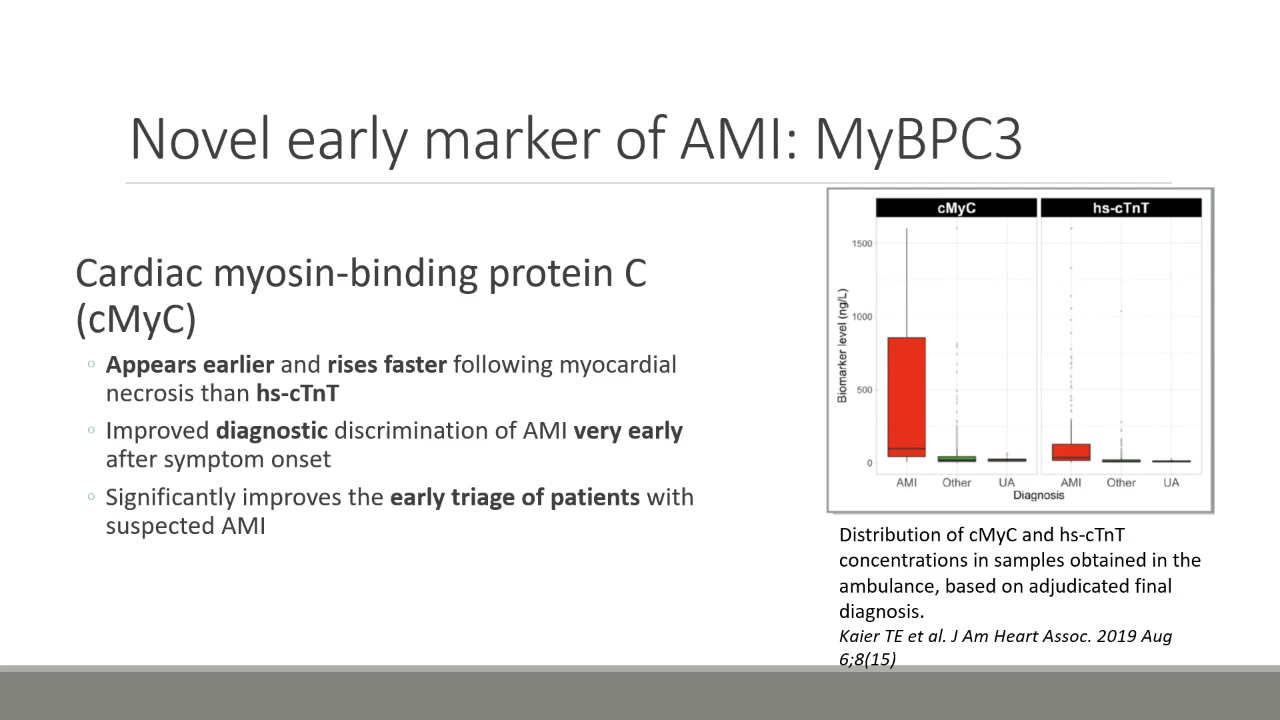 Novel early marker of AMI: MyBPC3
Cardiac myosin-binding protein C
(cMyC)
◦ Appears earlier and rises faster following myocardial
necrosis than hs-cTnT
◦ Improved diagnostic discrimination of AMI very early
after symptom onset
◦ Significantly improves the early triage of patients with
suspected AMI
cMyC hs-cTnT
Biomarker level (ng/L)
1500
1000
500
0
AMI Other UA AMI Other UA
Diagnosis
Distribution of cMyC and hs-cTnT
concentrations in samples obtained in the
ambulance, based on adjudicated final
diagnosis.
Kaier TE et al. J Am Heart Assoc. 2019 Aug
6;8(15)